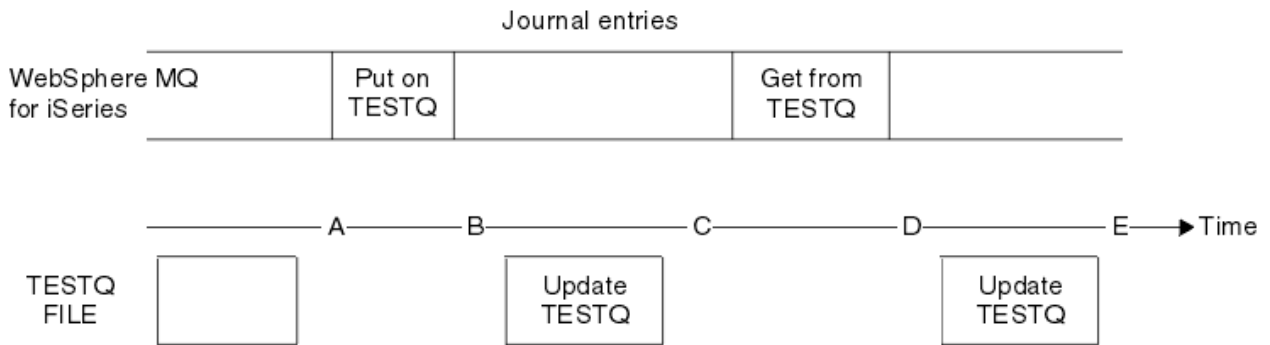 Journal entries
WebSphere MQ
for iSeries
Put on
TESTQ
Get from
TESTQ
A B C D E Time
TESTQ
FILE
Update
TESTQ
Update
TESTQ